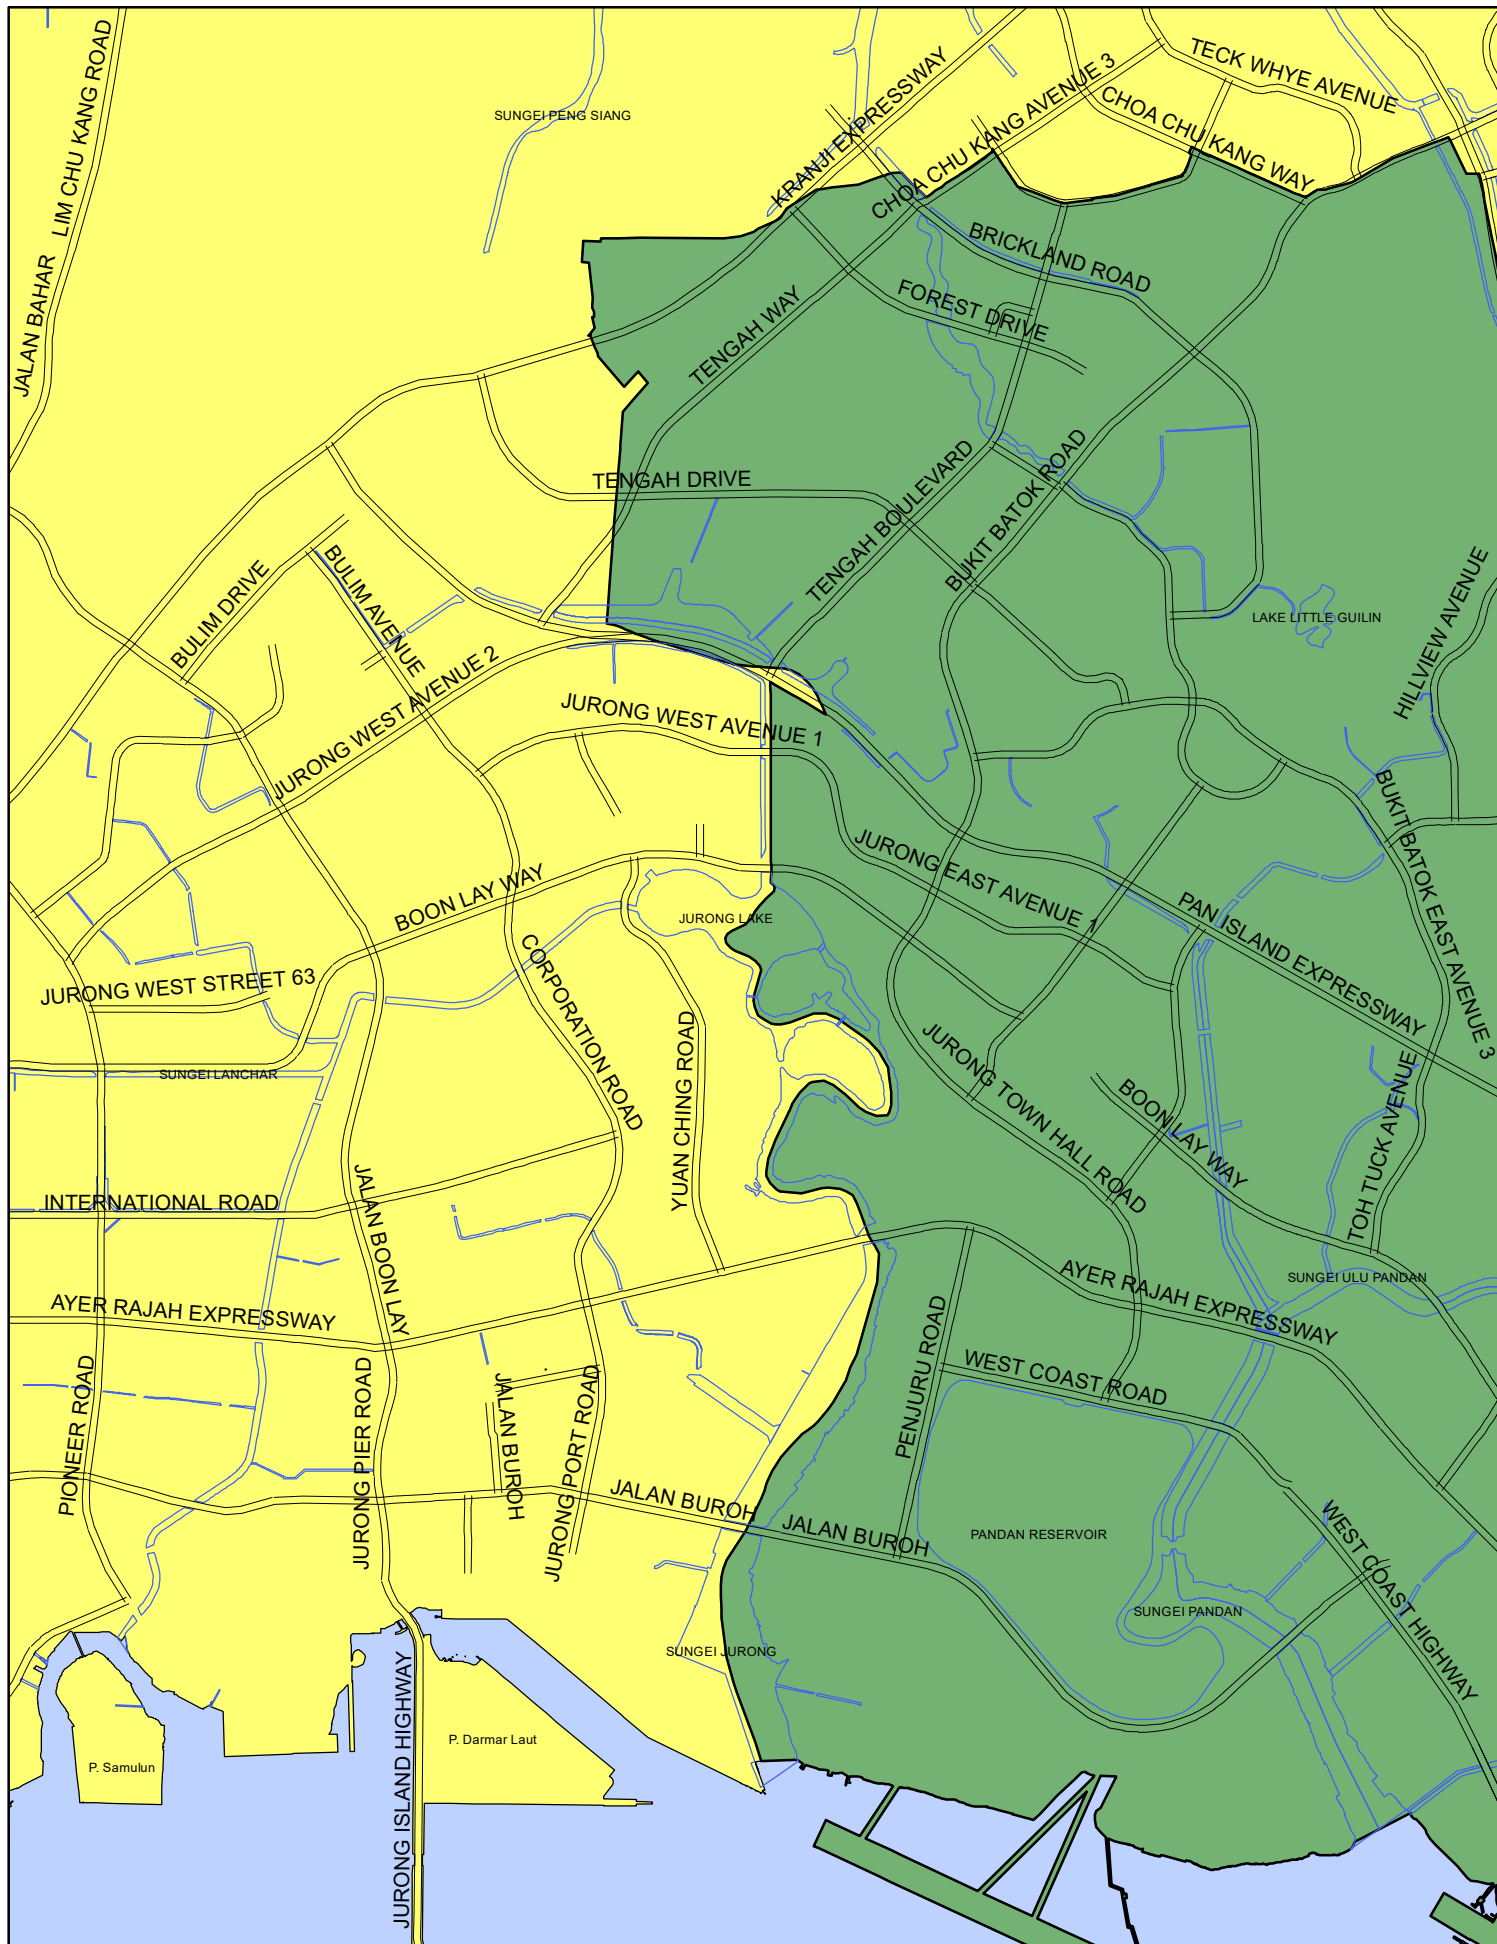 LIM CHU KANG ROAD
JALAN BAHAR
SUNGEI PENG SIANG
KRANJI EXPRESSWAY
CHOA CHU KANG AVENUE 3
TECK WHYE AVENUE
CHOA CHU KANG WAY
BRICKLAND ROAD
FOREST DRIVE
TENGAH WAY
TENGAH DRIVE
TENGAH BOULEVARD
BUKIT BATOK ROAD
BULIM DRIVE
BULIM AVENUE
LAKE LITTLE GUILIN
HILLVIEW AVENUE
JURONG WEST AVENUE 2
JURONG WEST AVENUE 1
BUKIT BATOK EAST AVENUE 3
JURONG EAST AVENUE 1
BOON LAY WAY
JURONG LAKE
PAN ISLAND EXPRESSWAY
CORPORATION ROAD
JURONG WEST STREET 63
SUNGEI LANCHAR
YUAN CHING ROAD
JURONG TOWN HALL ROAD
BOON LAY WAY
TOH TUCK AVENUE
INTERNATIONAL ROAD
JALAN BOON LAY
SUNGEI ULU PANDAN
AYER RAJAH EXPRESSWAY
AYER RAJAH EXPRESSWAY
PENJURU ROAD
WEST COAST ROAD
PIONEER ROAD
JURONG PIER ROAD
JALAN BUROH
JURONG PORT ROAD
JALAN BUROH
JALAN BUROH
PANDAN RESERVOIR
WEST COAST HIGHWAY
SUNGEI PANDAN
SUNGEI JURONG
JURONG ISLAND HIGHWAY
P. Darmar Laut
P. Samulun